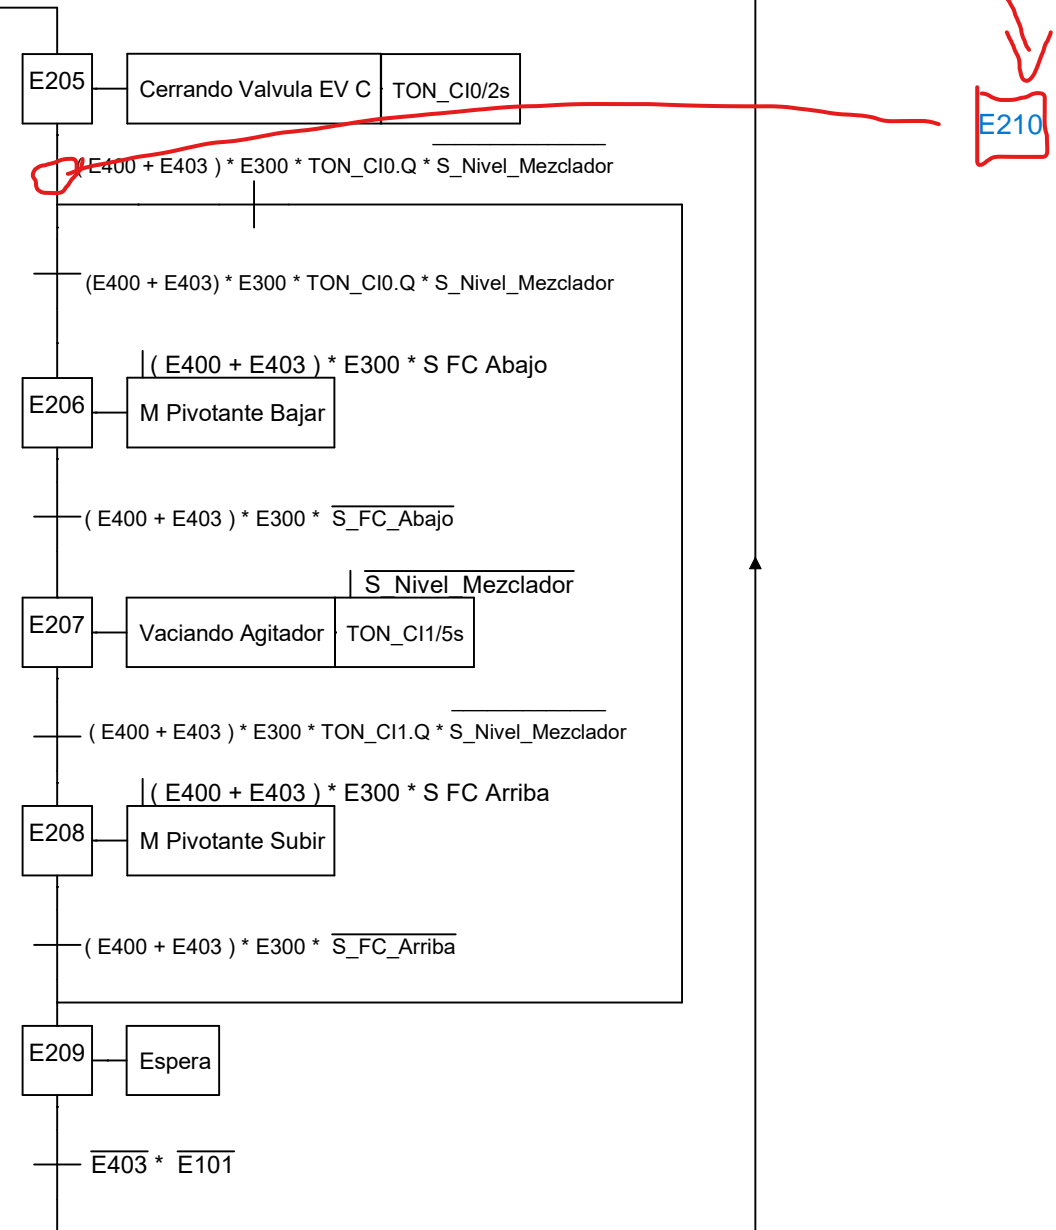 E205
Cerrando Valvula EV C
TON_CI0/2s
E210
( E400 + E403 ) * E300 * TON_CI0.Q * S_Nivel_Mezclador
(E400 + E403) * E300 * TON_CI0.Q * S_Nivel_Mezclador
( E400 + E403 ) * E300 * S FC Abajo
E206
M Pivotante Bajar
( E400 + E403 ) * E300 * S_FC_Abajo
S_Nivel_Mezclador
E207
Vaciando Agitador
TON_CI1/5s
( E400 + E403 ) * E300 * TON_CI1.Q * S_Nivel_Mezclador
( E400 + E403 ) * E300 * S FC Arriba
E208
M Pivotante Subir
( E400 + E403 ) * E300 * S_FC_Arriba
E209
Espera
E403 * E101